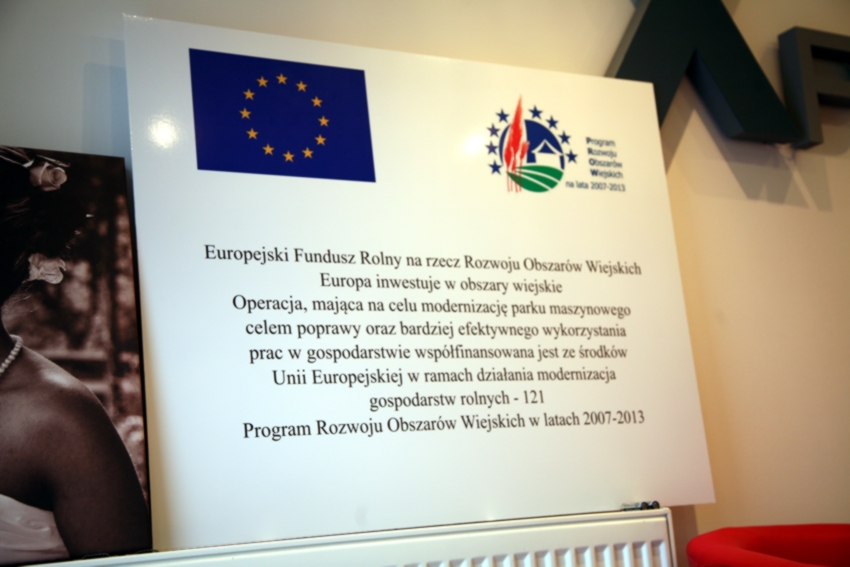 AF
Program
Rozwoju
Obszarów
Wiejskich
na lata 2007-2013
Europejski Fundusz Rolny na rzecz Rozwoju Obszarów Wiejskich
Europa inwestuje w obszary wiejskie
Operacja, mająca na celu modernizację parku maszynowego
celem poprawy oraz bardziej efektywnego wykorzystania
prac w gospodarstwie współfinansowana jest ze środków
Unii Europejskiej w ramach działania modernizacja
gospodarstw rolnych - 121
Program Rozwoju Obszarów Wiejskich w latach 2007-2013